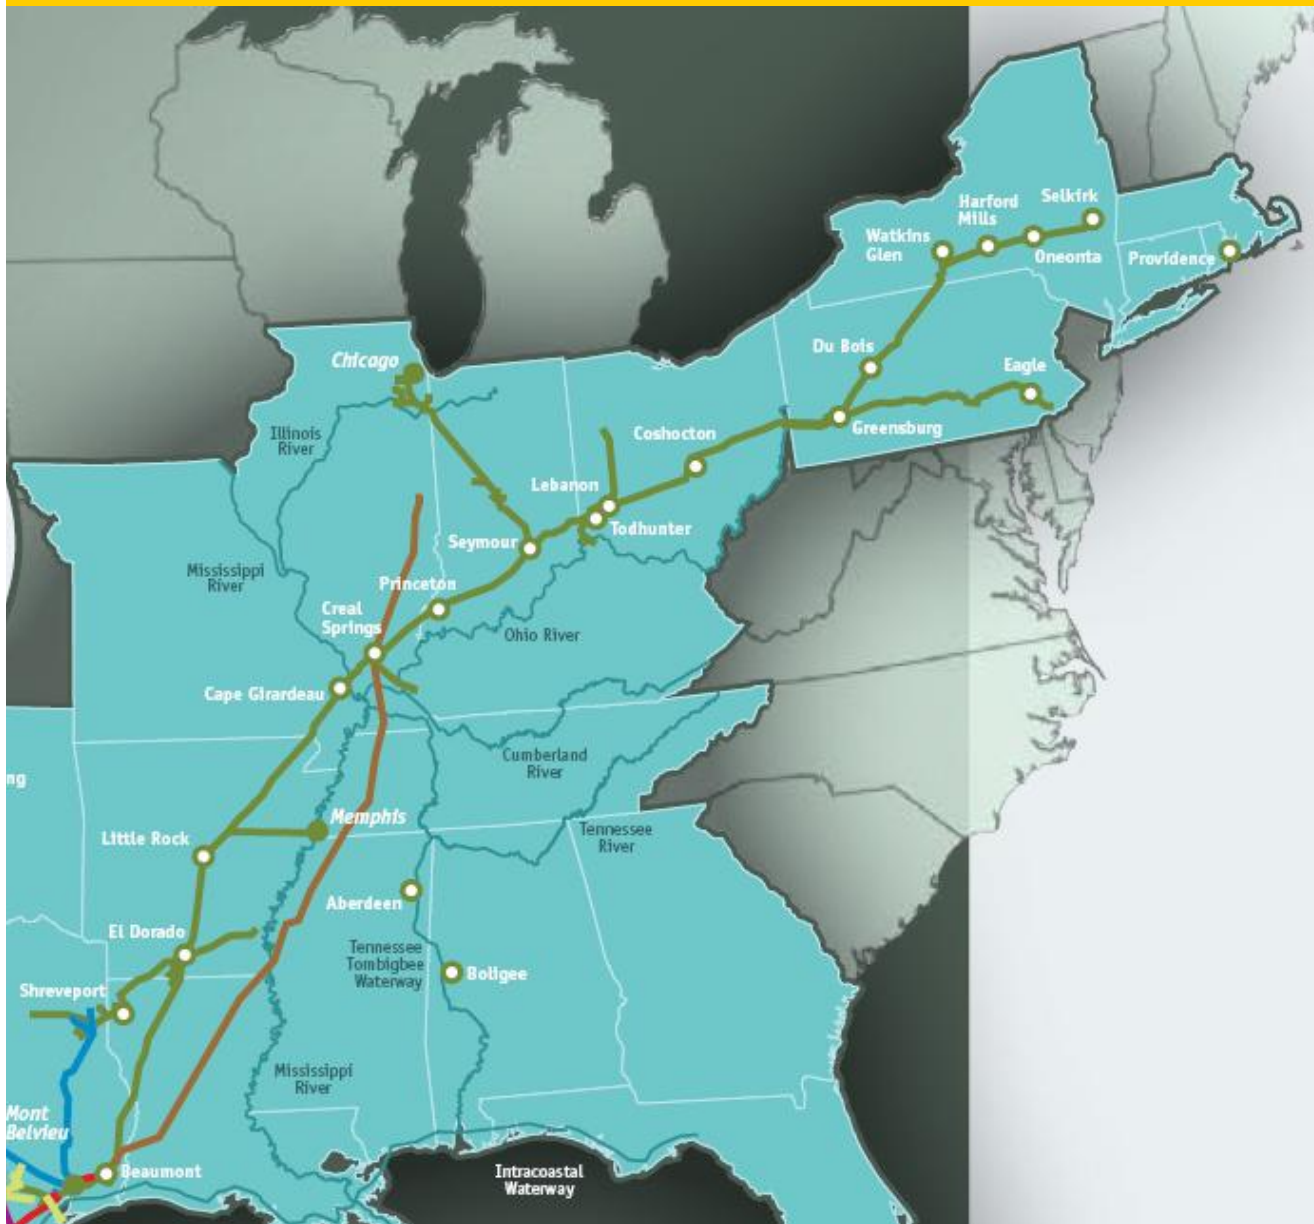 Selkirk
Harford
Mills
Watkins
Glen
Oneonta
Providence
Du Bois
Eagle
Chicago
Greensburg
Illinois
River
Coshocton
Lebanon
Todhunter
Seymour
Mississippi
River
Princeton
Creal
Springs
Ohio River
Cape Girardeau
Cumberland
River
ng
Memphis
Tennessee
River
Little Rock
Aberdeen
El Dorado
Tennessee
Tombigbee
Waterway
Boligee
Shreveport
Mississippi
River
Mont
Belvieu
Beaumont
Intracoastal
Waterway